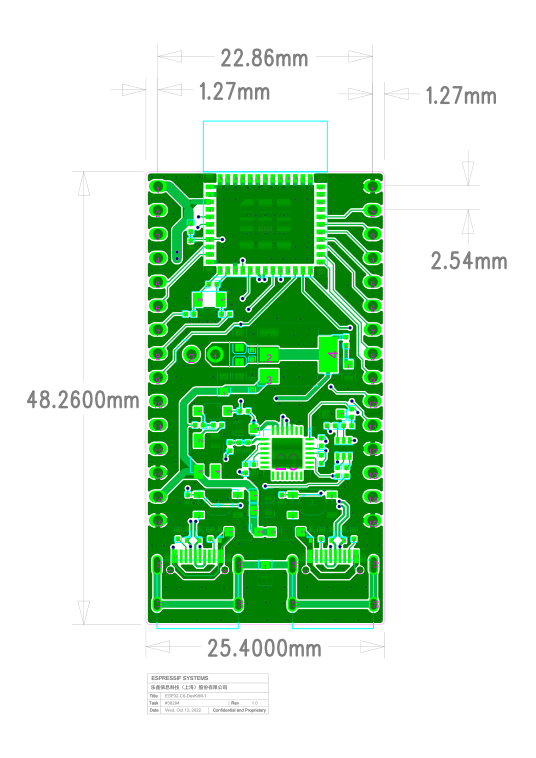 22.86mm
1.27mm
1.27mm
2.54mm
48.2600mm
25.4000mm
ESPRESSIF SYSTEMS
乐鑫信息科技（上海）股份有限公司
Title ESP32-C6-DevKitM-1
Task #38294
Rev 1.0
Date Wed, Oct 12, 2022
Confidential and Proprietary